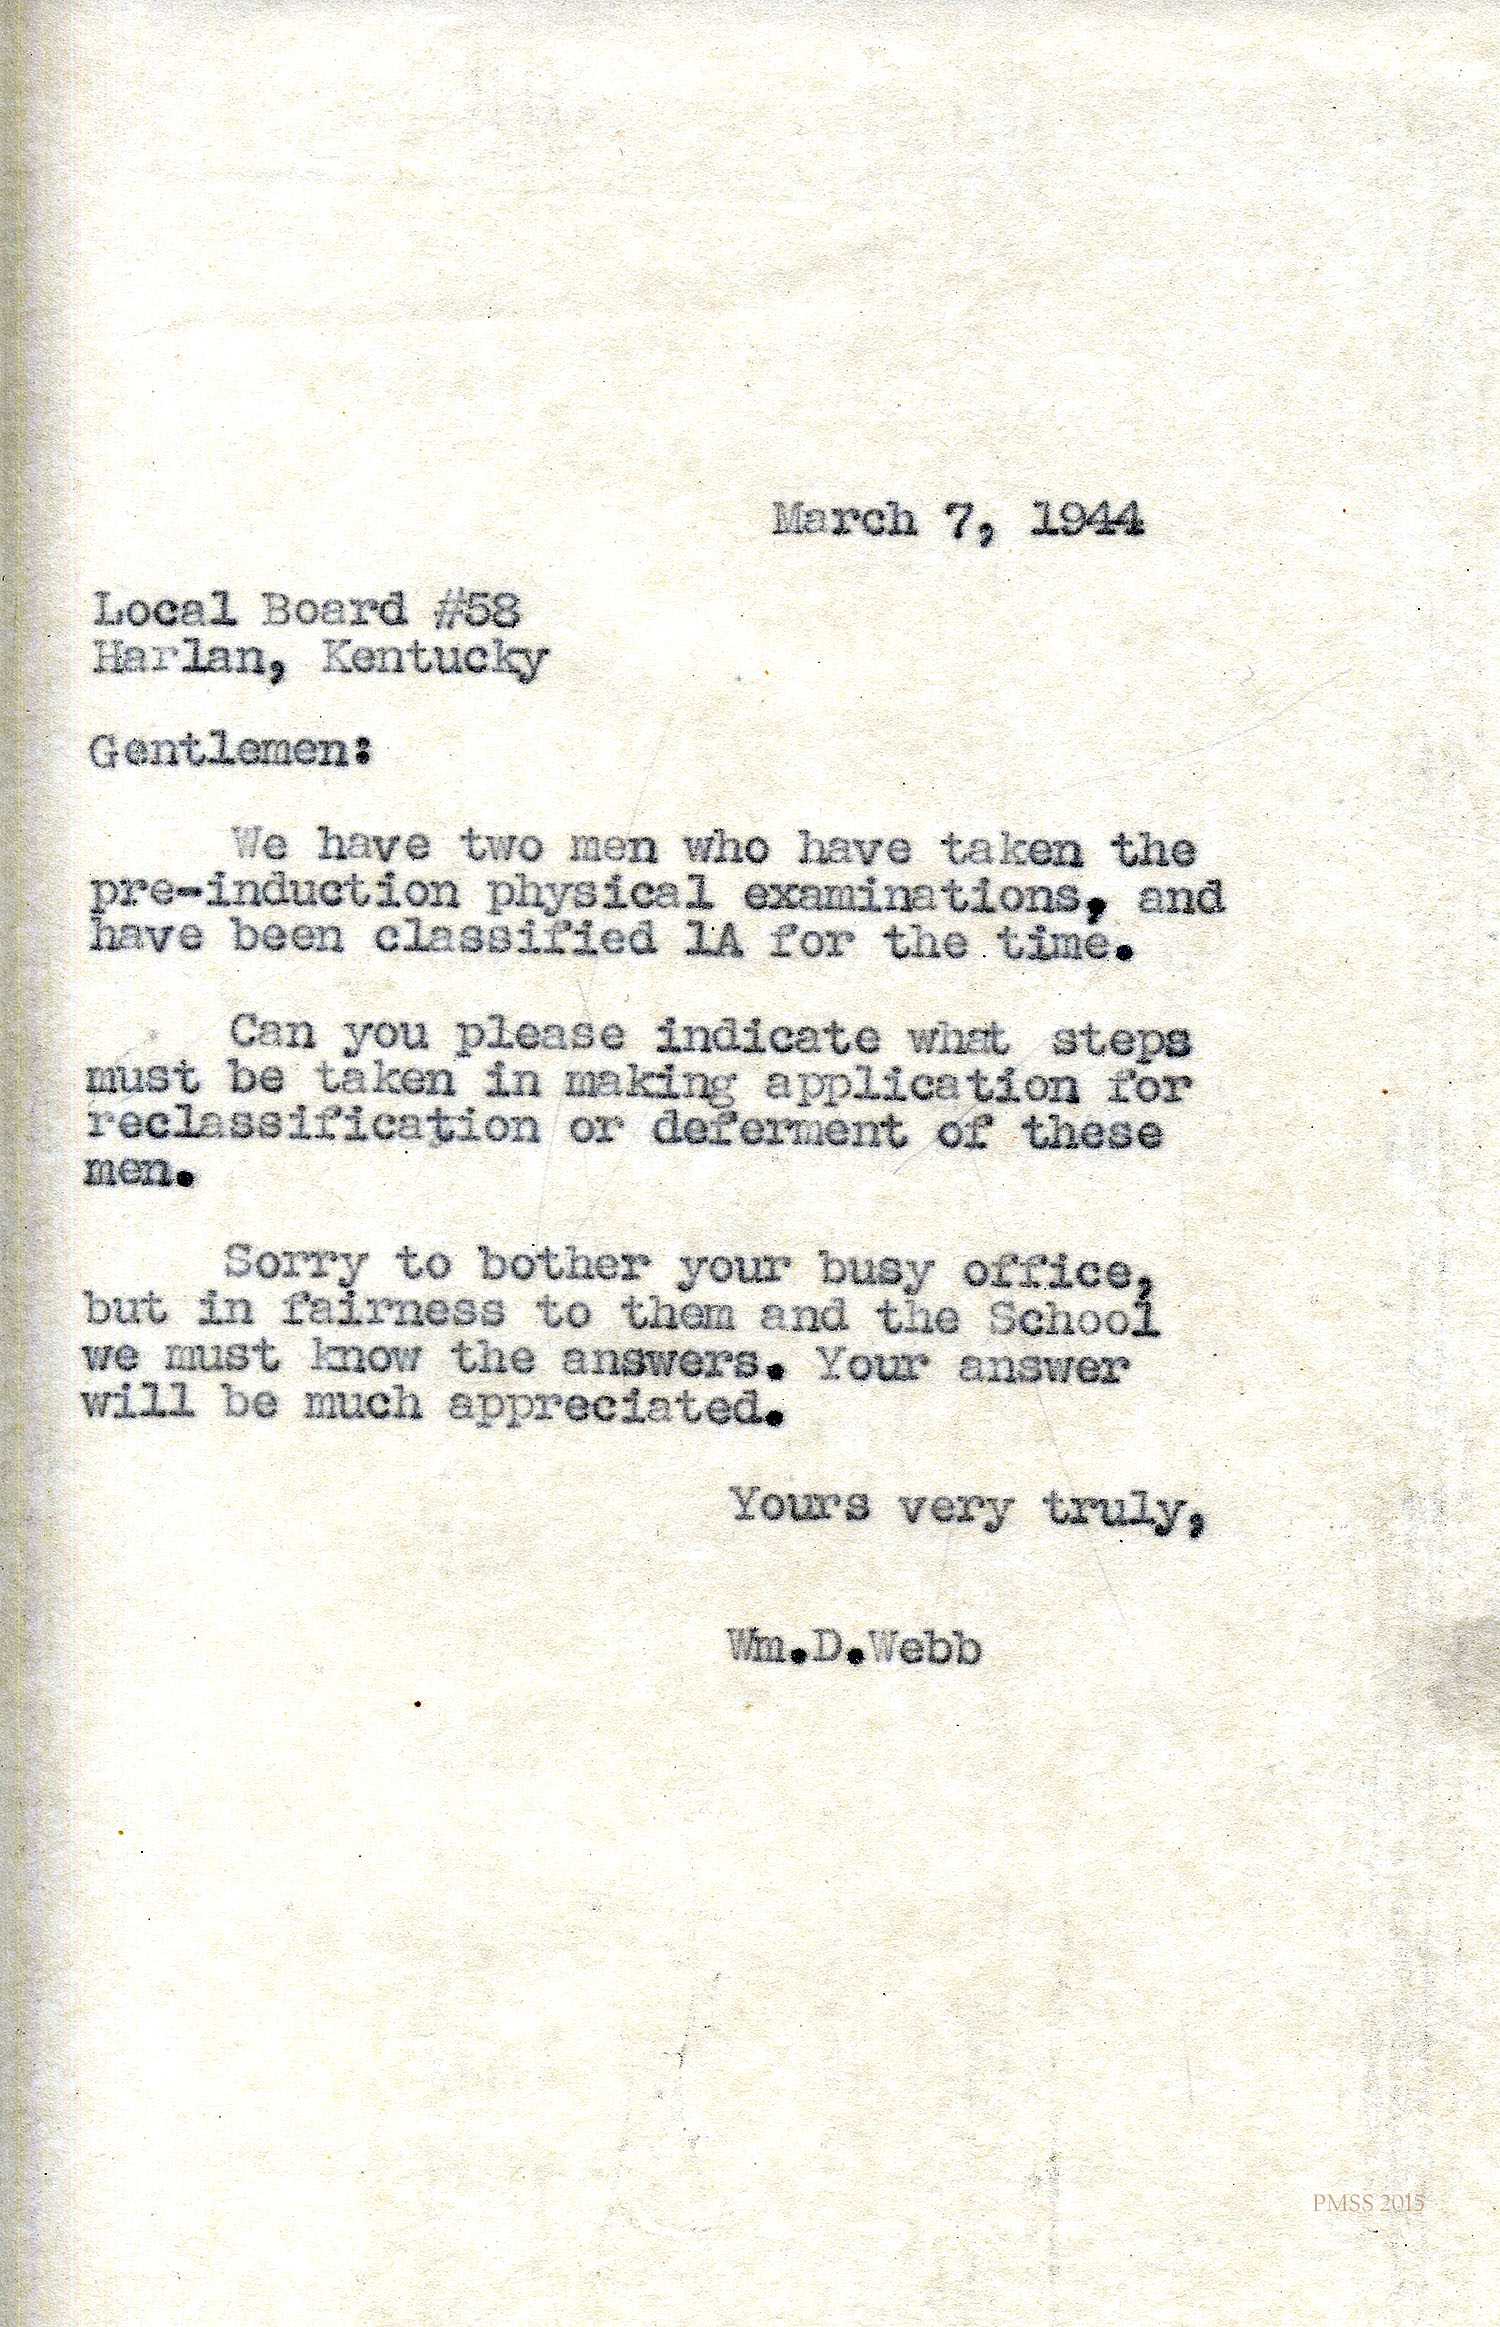 March 7, 1944
Local Board #58
Harlan, Kentucky
Gentlemen:
We have two men who have taken the
pre-induction physical examinations, and
have been classified 1A for the time.
Can you please indicate what steps
must be taken in making application for
reclassification or deferment of these
men.
Sorry to bother your busy office,
but in fairness to them and the School
we must know the answers. Your answer
will be much appreciated.
Yours very truly,
Wm.D.Webb
PMSS 2015